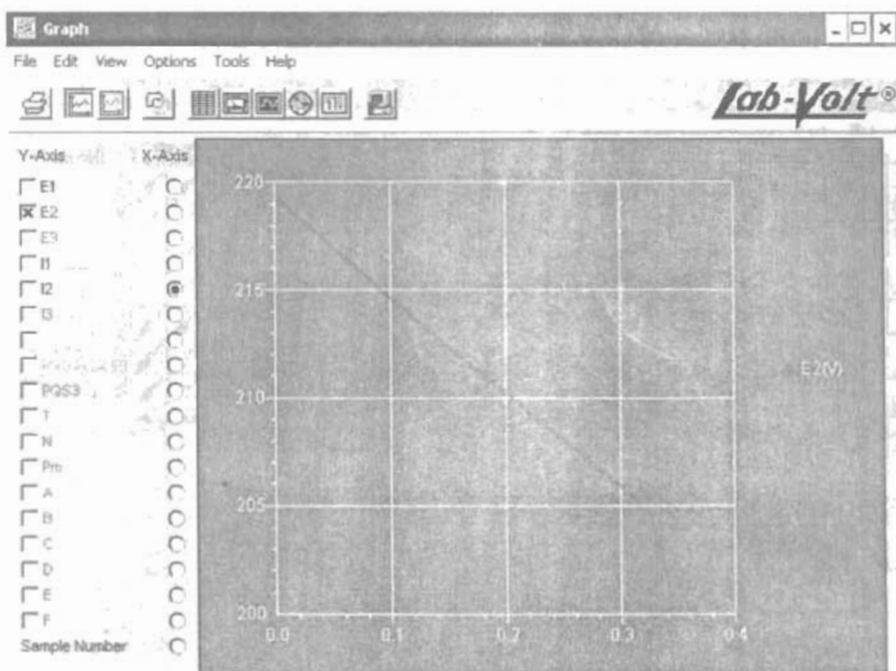 Graph
File Edit View Options Tools Help
Lab-Volt®
Y-Axis X-Axis
E1
E2
E3
I1
I2
I3
PQS3
T
N
Pm
A
B
C
D
E
F
Sample Number
220
215
210
205
200
0.0 0.1 0.2 0.3 0.4
E2(V)